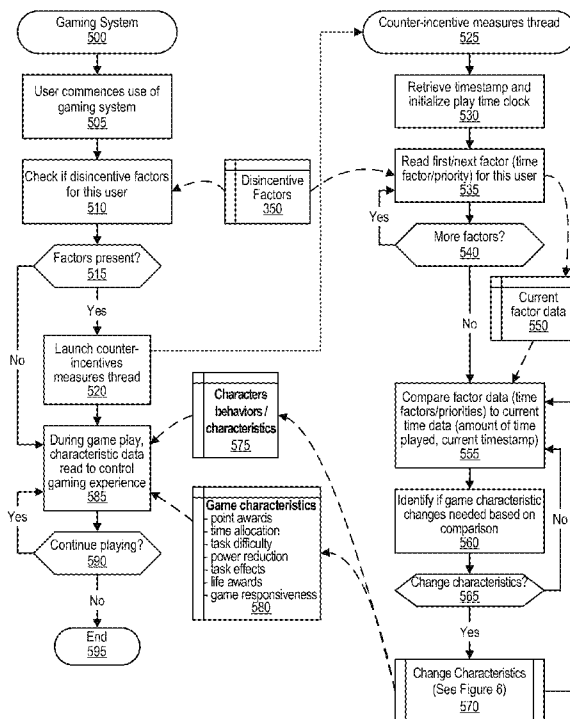 Gaming System
500
User commences use of
gaming system
505
Check if disincentive factors
for this user
510
Disincentive
Factors
350
Factors present?
515
Yes
No
Launch counter-
incentives
measures thread
520
During game play,
characteristic data
read to control
gaming experience
585
Yes
Continue playing?
590
No
End
595
Characters
behaviors /
characteristics
575
Game characteristics
- point awards
- time allocation
- task difficulty
- power reduction
- task effects
- life awards
- game responsiveness
580
Counter-incentive measures thread
525
Retrieve timestamp and
initialize play time clock
530
Read first/next factor (time
factor/priority) for this user
535
Yes
More factors?
540
No
Current
factor data
550
Compare factor data (time
factors/priorities) to current
time data (amount of time
played, current timestamp)
555
Identify if game characteristic
changes needed based on
comparison
560
No
Change characteristics?
565
Yes
Change Characteristics
(See Figure 6)
570